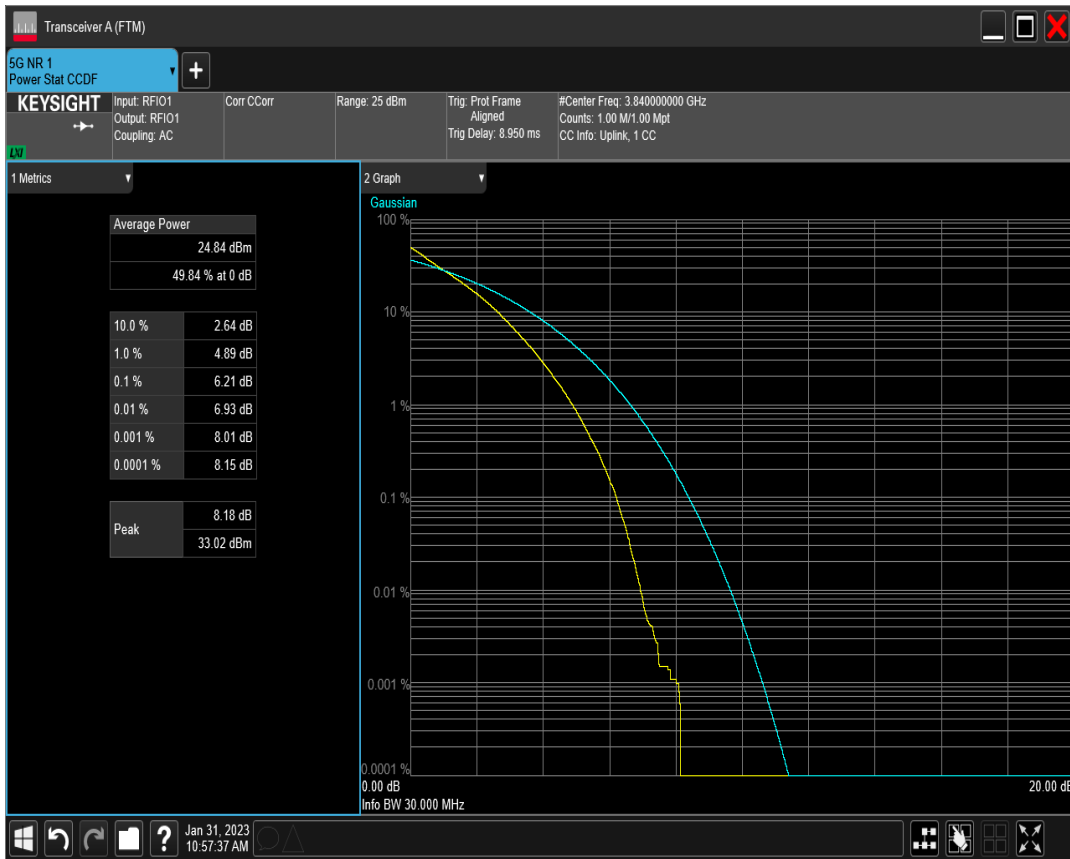 Transceiver A (FTM)
5G NR 1
Power Stat CCDF
KEYSIGHT
LXI
Input: RFIO1
Output: RFIO1
Coupling: AC
Corr CCorr
Range: 25 dBm
Trig: Prot Frame
Aligned
Trig Delay: 8.950 ms
#Center Freq: 3.840000000 GHz
Counts: 1.00 M/1.00 Mpt
CC Info: Uplink, 1 CC
1 Metrics
Average Power
24.84 dBm
49.84 % at 0 dB
10.0 % 2.64 dB
1.0 % 4.89 dB
0.1 % 6.21 dB
0.01 % 6.93 dB
0.001 % 8.01 dB
0.0001 % 8.15 dB
Peak
8.18 dB
33.02 dBm
2 Graph
Gaussian
100 %
10 %
1 %
0.1 %
0.01 %
0.001 %
0.0001 %
0.00 dB
20.00 dB
Info BW 30.000 MHz
Jan 31, 2023
10:57:37 AM